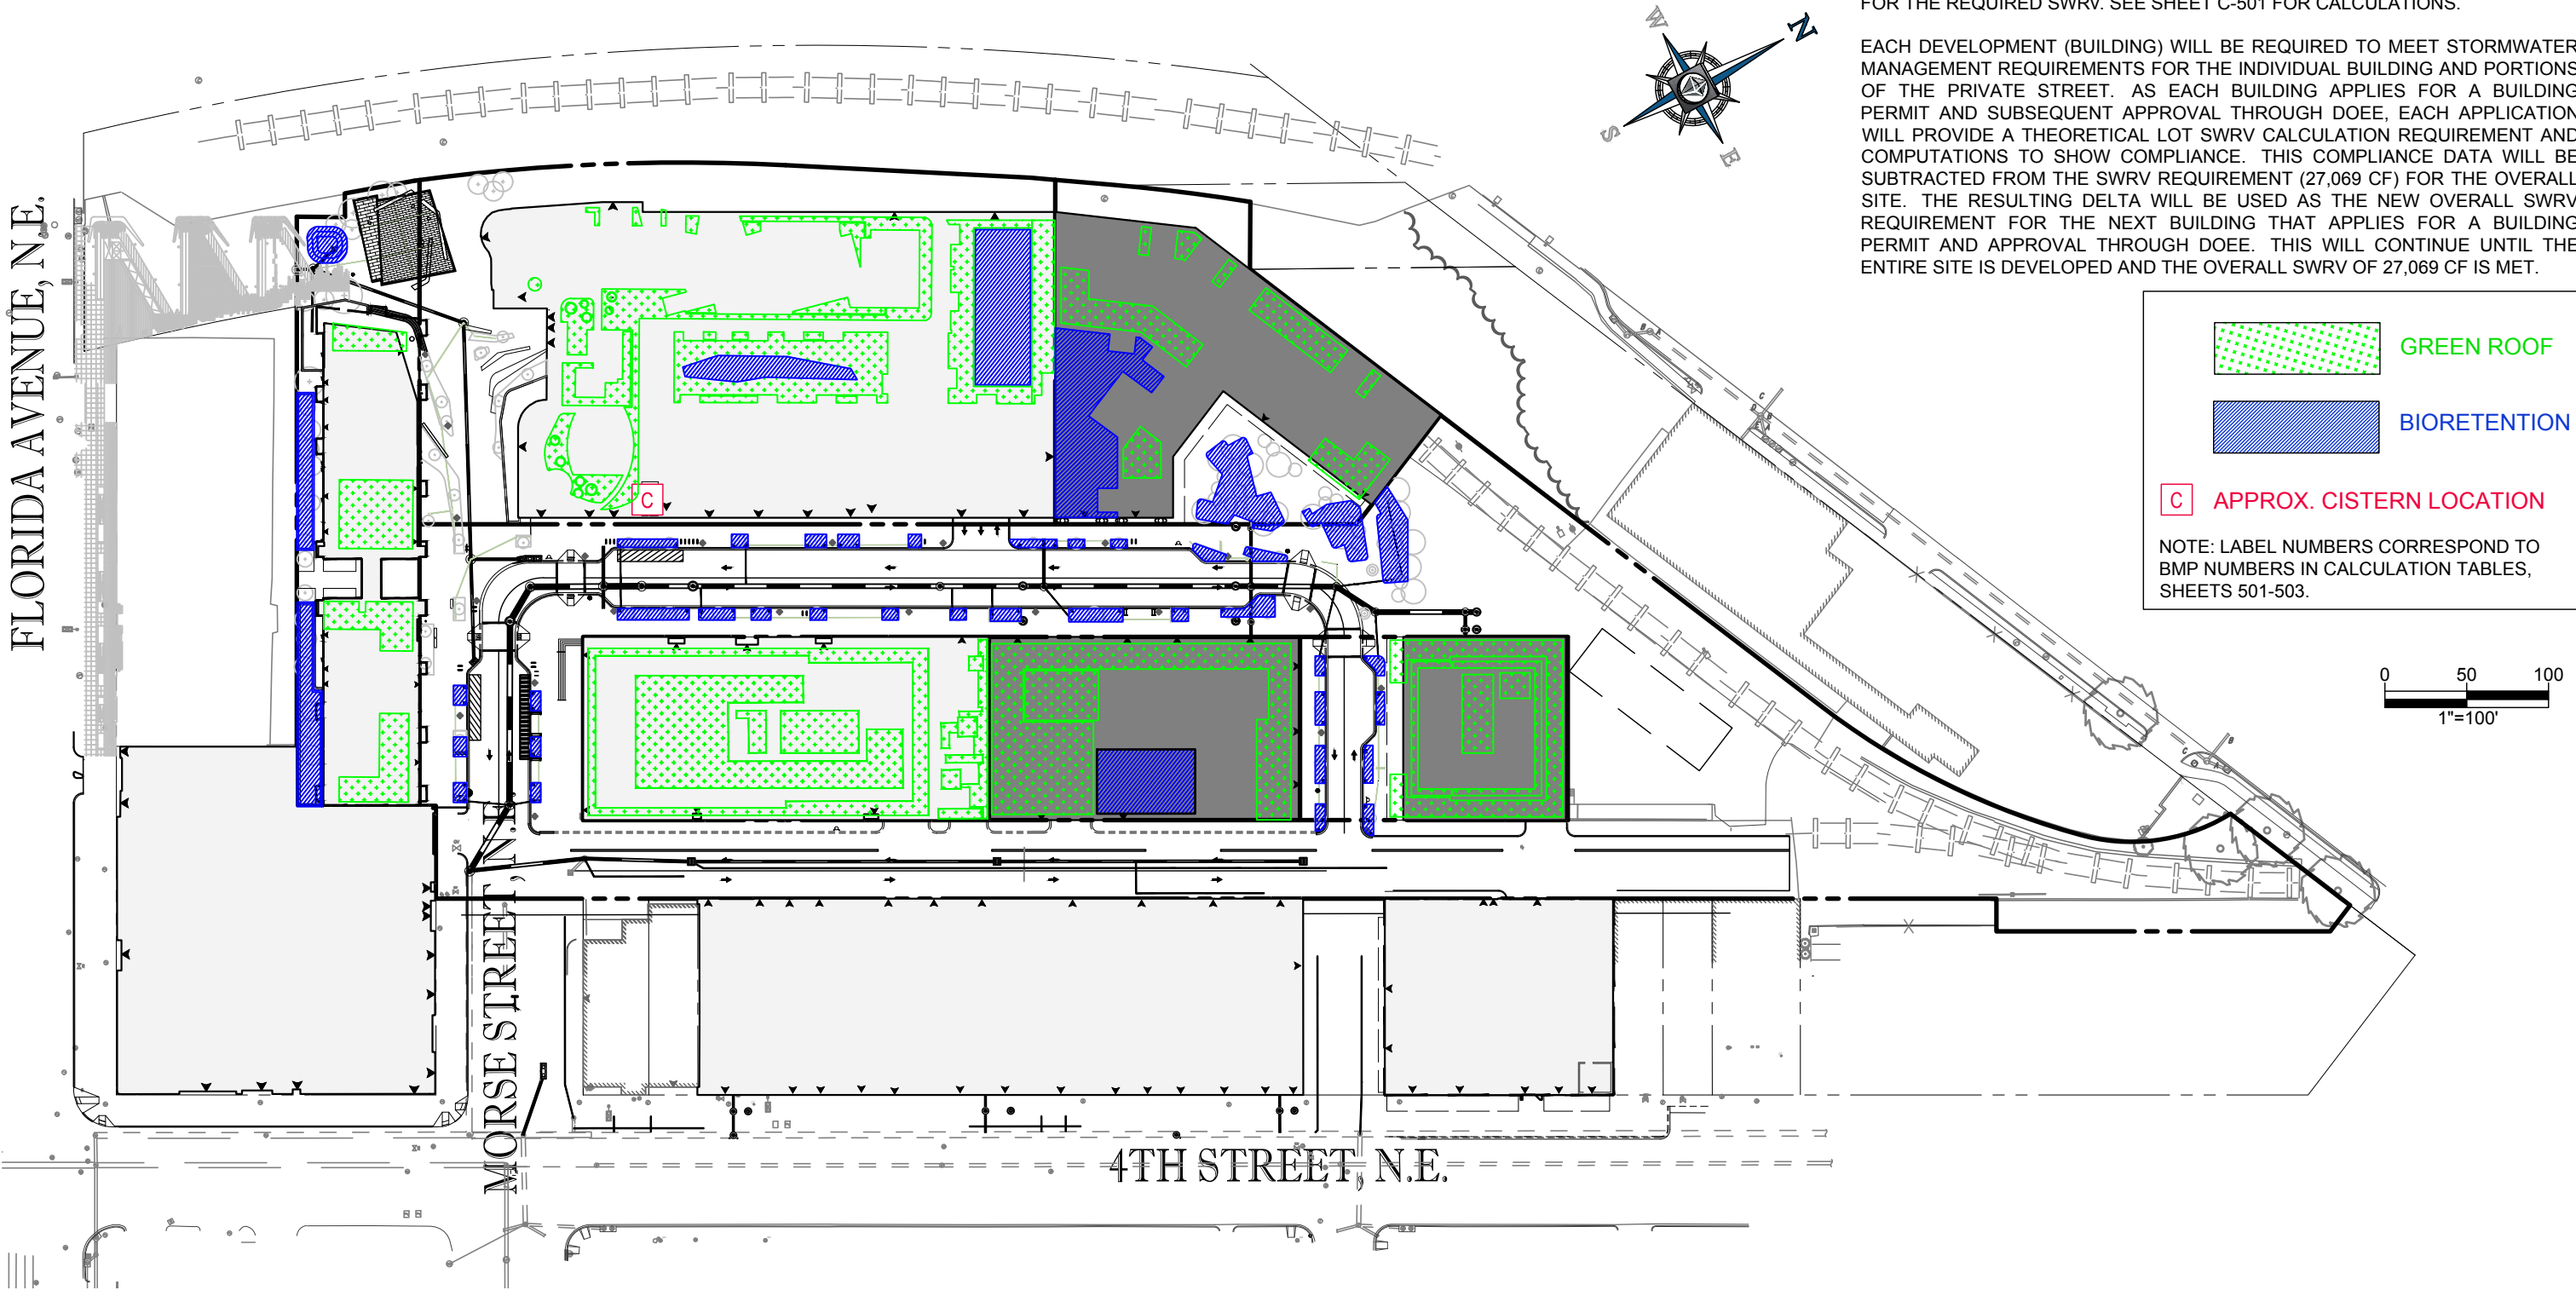 FOR THE REQUIRED SWRV. SEE SHEET C-501 FOR CALCULATIONS.
EACH DEVELOPMENT (BUILDING) WILL BE REQUIRED TO MEET STORMWATER
MANAGEMENT REQUIREMENTS FOR THE INDIVIDUAL BUILDING AND PORTIONS
OF THE PRIVATE STREET. AS EACH BUILDING APPLIES FOR A BUILDING
PERMIT AND SUBSEQUENT APPROVAL THROUGH DOEE, EACH APPLICATION
WILL PROVIDE A THEORETICAL LOT SWRV CALCULATION REQUIREMENT AND
COMPUTATIONS TO SHOW COMPLIANCE. THIS COMPLIANCE DATA WILL BE
SUBTRACTED FROM THE SWRV REQUIREMENT (27,069 CF) FOR THE OVERALL
SITE. THE RESULTING DELTA WILL BE USED AS THE NEW OVERALL SWRV
REQUIREMENT FOR THE NEXT BUILDING THAT APPLIES FOR A BUILDING
PERMIT AND APPROVAL THROUGH DOEE. THIS WILL CONTINUE UNTIL THE
ENTIRE SITE IS DEVELOPED AND THE OVERALL SWRV OF 27,069 CF IS MET.
W
N
S
E
GREEN ROOF
BIORETENTION
C APPROX. CISTERN LOCATION
NOTE: LABEL NUMBERS CORRESPOND TO
BMP NUMBERS IN CALCULATION TABLES,
SHEETS 501-503.
0 50 100
1"=100'
FLORIDA AVENUE, N.E.
C
MORSE STREET, N.E.
4TH STREET, N.E.